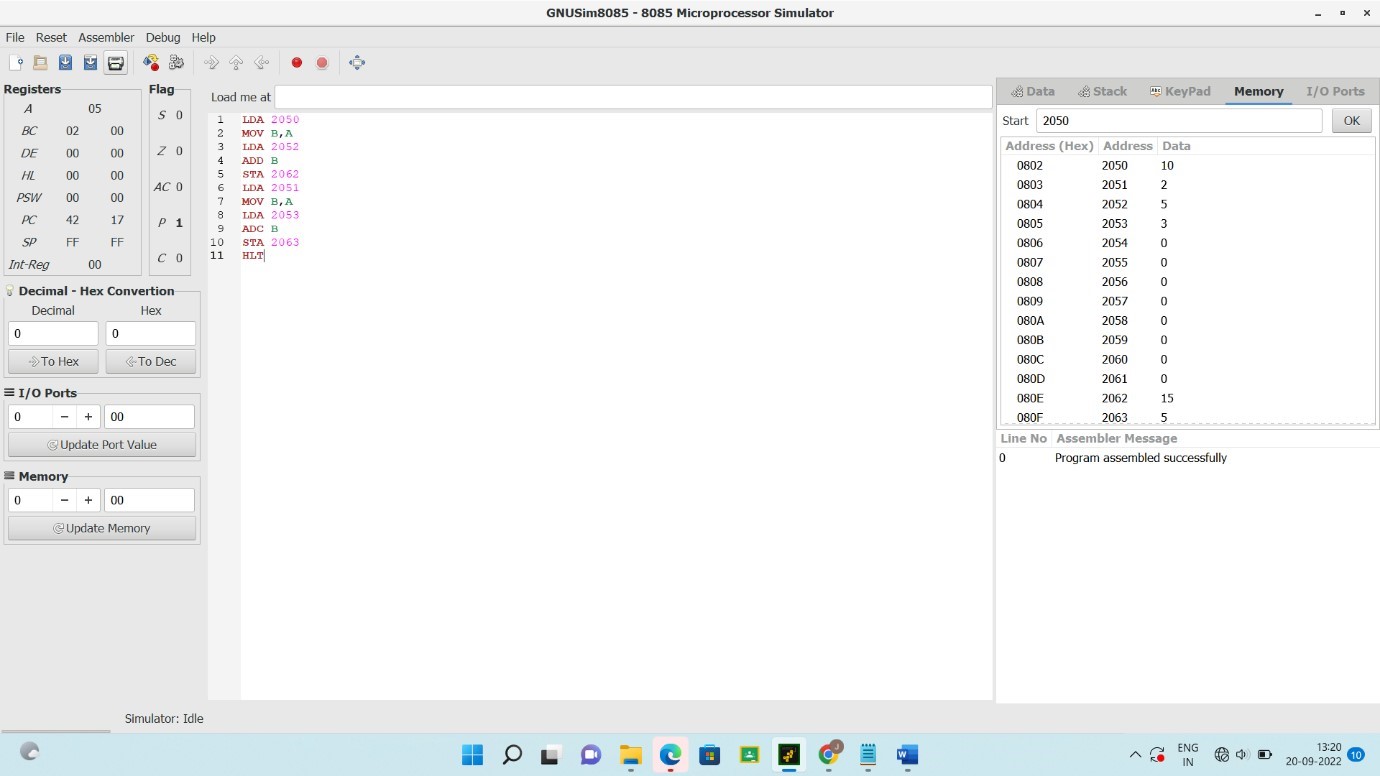 GNUSim8085 - 8085 Microprocessor Simulator
File Reset Assembler Debug Help
Registers
A 05
BC 02 00
DE 00 00
HL 00 00
PSW 00 00
PC 42 17
SP FF FF
Int-Reg 00
Flag
S 0
Z 0
AC 0
P 1
C 0
Decimal - Hex Convertion
Decimal Hex
0 0
To Hex To Dec
I/O Ports
0 - + 00
Update Port Value
Memory
0 - + 00
Update Memory
Load me at
1 LDA 2050
2 MOV B,A
3 LDA 2052
4 ADD B
5 STA 2062
6 LDA 2051
7 MOV B,A
8 LDA 2053
9 ADC B
10 STA 2063
11 HLT
Data Stack KeyPad Memory I/O Ports
Start 2050 OK
Address (Hex) Address Data
0802 2050 10
0803 2051 2
0804 2052 5
0805 2053 3
0806 2054 0
0807 2055 0
0808 2056 0
0809 2057 0
080A 2058 0
080B 2059 0
080C 2060 0
080D 2061 0
080E 2062 15
080F 2063 5
Line No Assembler Message
0 Program assembled successfully
Simulator: Idle
ENG
IN
13:20
20-09-2022
10